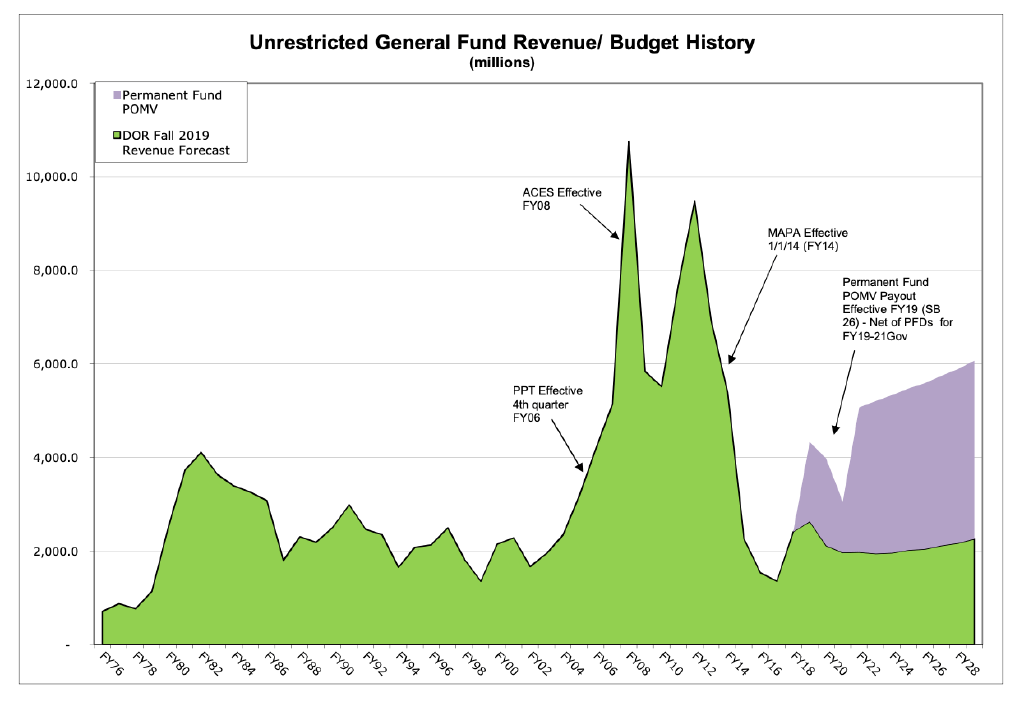 Unrestricted General Fund Revenue/ Budget History
(millions)
12,000.0
10,000.0
8,000.0
6,000.0
4,000.0
2,000.0
-
Permanent Fund
POMV
DOR Fall 2019
Revenue Forecast
ACES Effective
FY08
MAPA Effective
1/1/14 (FY14)
Permanent Fund
POMV Payout
Effective FY19 (SB
26) - Net of PFDs for
FY19-21Gov
PPT Effective
4th quarter
FY06
FY76
FY78
FY80
FY82
FY84
FY86
FY88
FY90
FY92
FY94
FY96
FY98
FY00
FY02
FY04
FY06
FY08
FY10
FY12
FY14
FY16
FY18
FY20
FY22
FY24
FY26
FY28